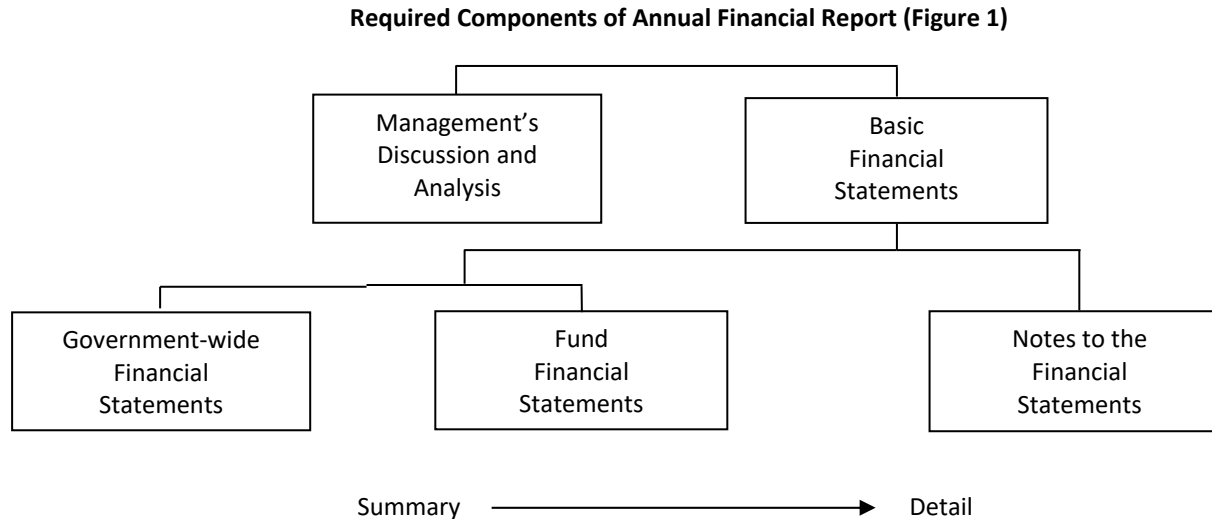 Required Components of Annual Financial Report (Figure 1)
Management’s
Discussion and
Analysis
Basic
Financial
Statements
Government-wide
Financial
Statements
Fund
Financial
Statements
Notes to the
Financial
Statements
Summary
Detail